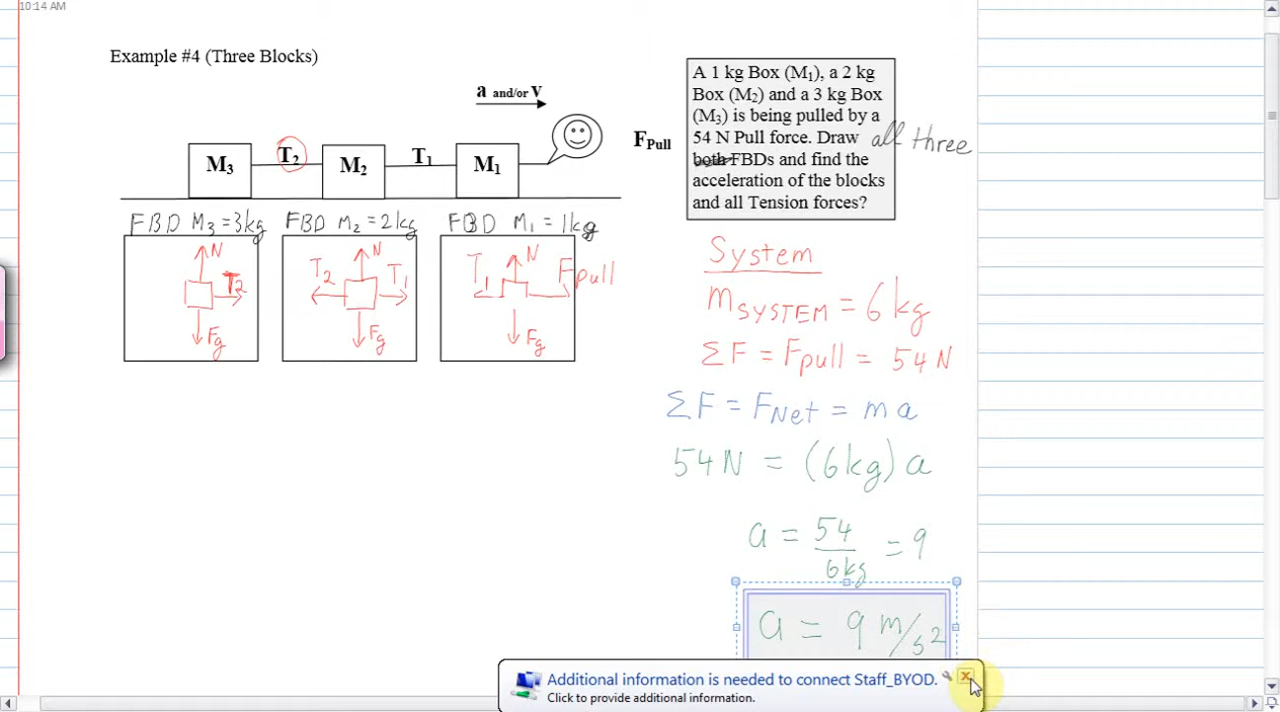 10:14 AM
Example #4 (Three Blocks)
a and/or V
M3 T2 M2 T1 M1
FPull
A 1 kg Box (M1), a 2 kg
Box (M2) and a 3 kg Box
(M3) is being pulled by a
54 N Pull force. Draw all three
both FBDs and find the
acceleration of the blocks
and all Tension forces?
FBD M3 = 3kg
N
T2
Fg
FBD M2 = 2kg
N
T2 T1
Fg
FBD M1 = 1kg
N
T1 Fpull
Fg
System
mSYSTEM = 6 kg
ΣF = Fpull = 54 N
ΣF = FNet = m a
54 N = (6 kg) a
a = 54/6kg = 9
a = 9 m/s2
Additional information is needed to connect Staff_BYOD.
Click to provide additional information.